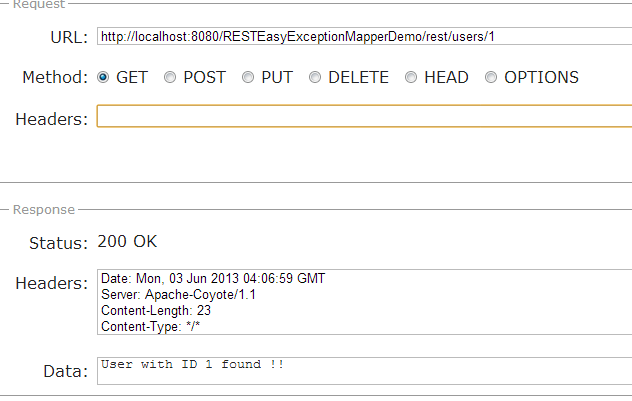 Request
URL: http://localhost:8080/RESTEasyExceptionMapperDemo/rest/users/1
Method: GET POST PUT DELETE HEAD OPTIONS
Headers:
Response
Status: 200 OK
Headers: Date: Mon, 03 Jun 2013 04:06:59 GMT
Server: Apache-Coyote/1.1
Content-Length: 23
Content-Type: */*
Data: User with ID 1 found !!